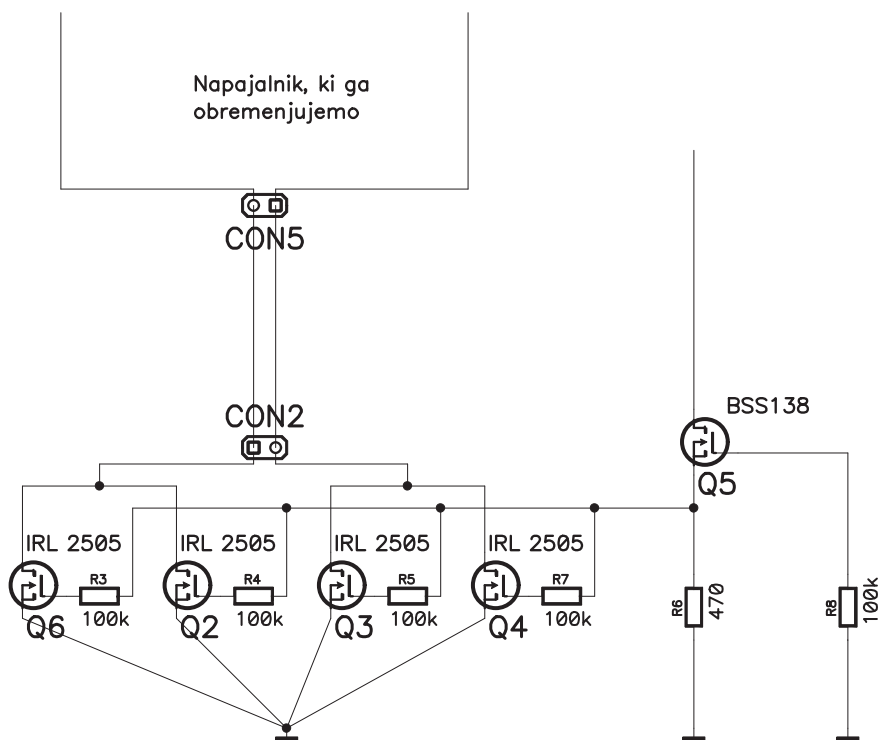 Napajalnik, ki ga
obremenjujemo
CON5
CON2
BSS138
Q5
IRL 2505
IRL 2505
IRL 2505
IRL 2505
R3
R4
R5
R7
100k
100k
100k
100k
Q6
Q2
Q3
Q4
R6
470
R8
100k